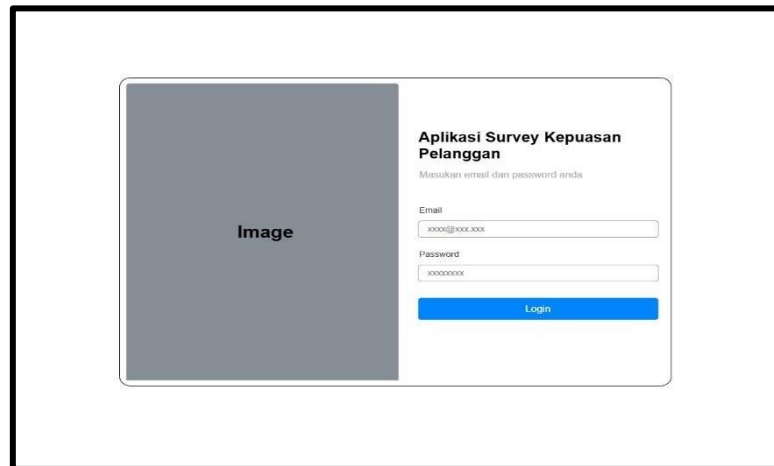 Image
Aplikasi Survey Kepuasan
Pelanggan
Masukan email dan password anda
Email
xxxx@xxx.xxx
Password
xxxxxxxx
Login